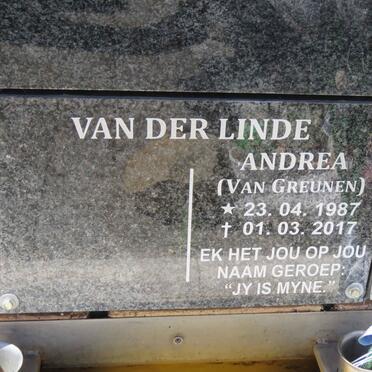 VAN DER LINDE
ANDREA
(VAN GREUNEN)
★ 23. 04. 1987
✝ 01. 03. 2017
EK HET JOU OP JOU
NAAM GEROEP:
"JY IS MYNE."